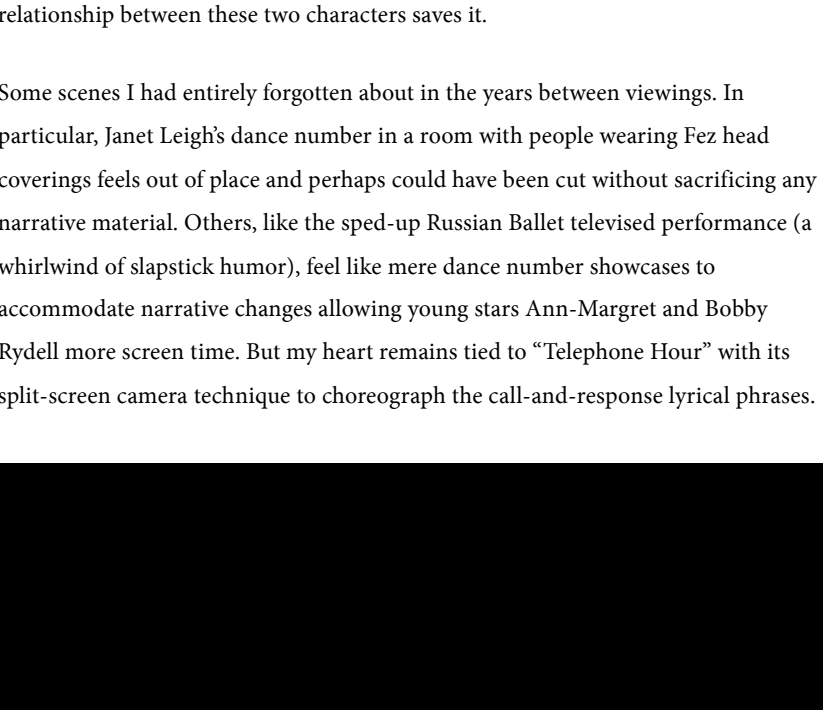 relationship between these two characters saves it.
Some scenes I had entirely forgotten about in the years between viewings. In
particular, Janet Leigh’s dance number in a room with people wearing Fez head
coverings feels out of place and perhaps could have been cut without sacrificing any
narrative material. Others, like the sped-up Russian Ballet televised performance (a
whirlwind of slapstick humor), feel like mere dance number showcases to
accommodate narrative changes allowing young stars Ann-Margret and Bobby
Rydell more screen time. But my heart remains tied to “Telephone Hour” with its
split-screen camera technique to choreograph the call-and-response lyrical phrases.